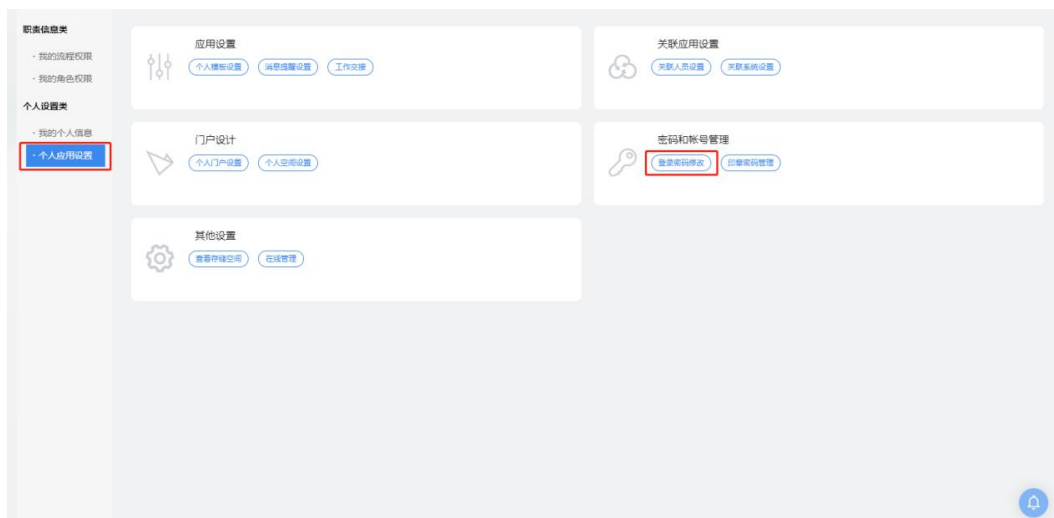 职责信息类
· 我的流程权限
· 我的角色权限
个人设置类
· 我的个人信息
· 个人应用设置
应用设置
个人模板设置 消息提醒设置 工作交接
关联应用设置
关联人员设置 关联系统设置
门户设计
个人门户设置 个人空间设置
密码和帐号管理
登录密码修改 印章密码管理
其他设置
查看存储空间 在线管理